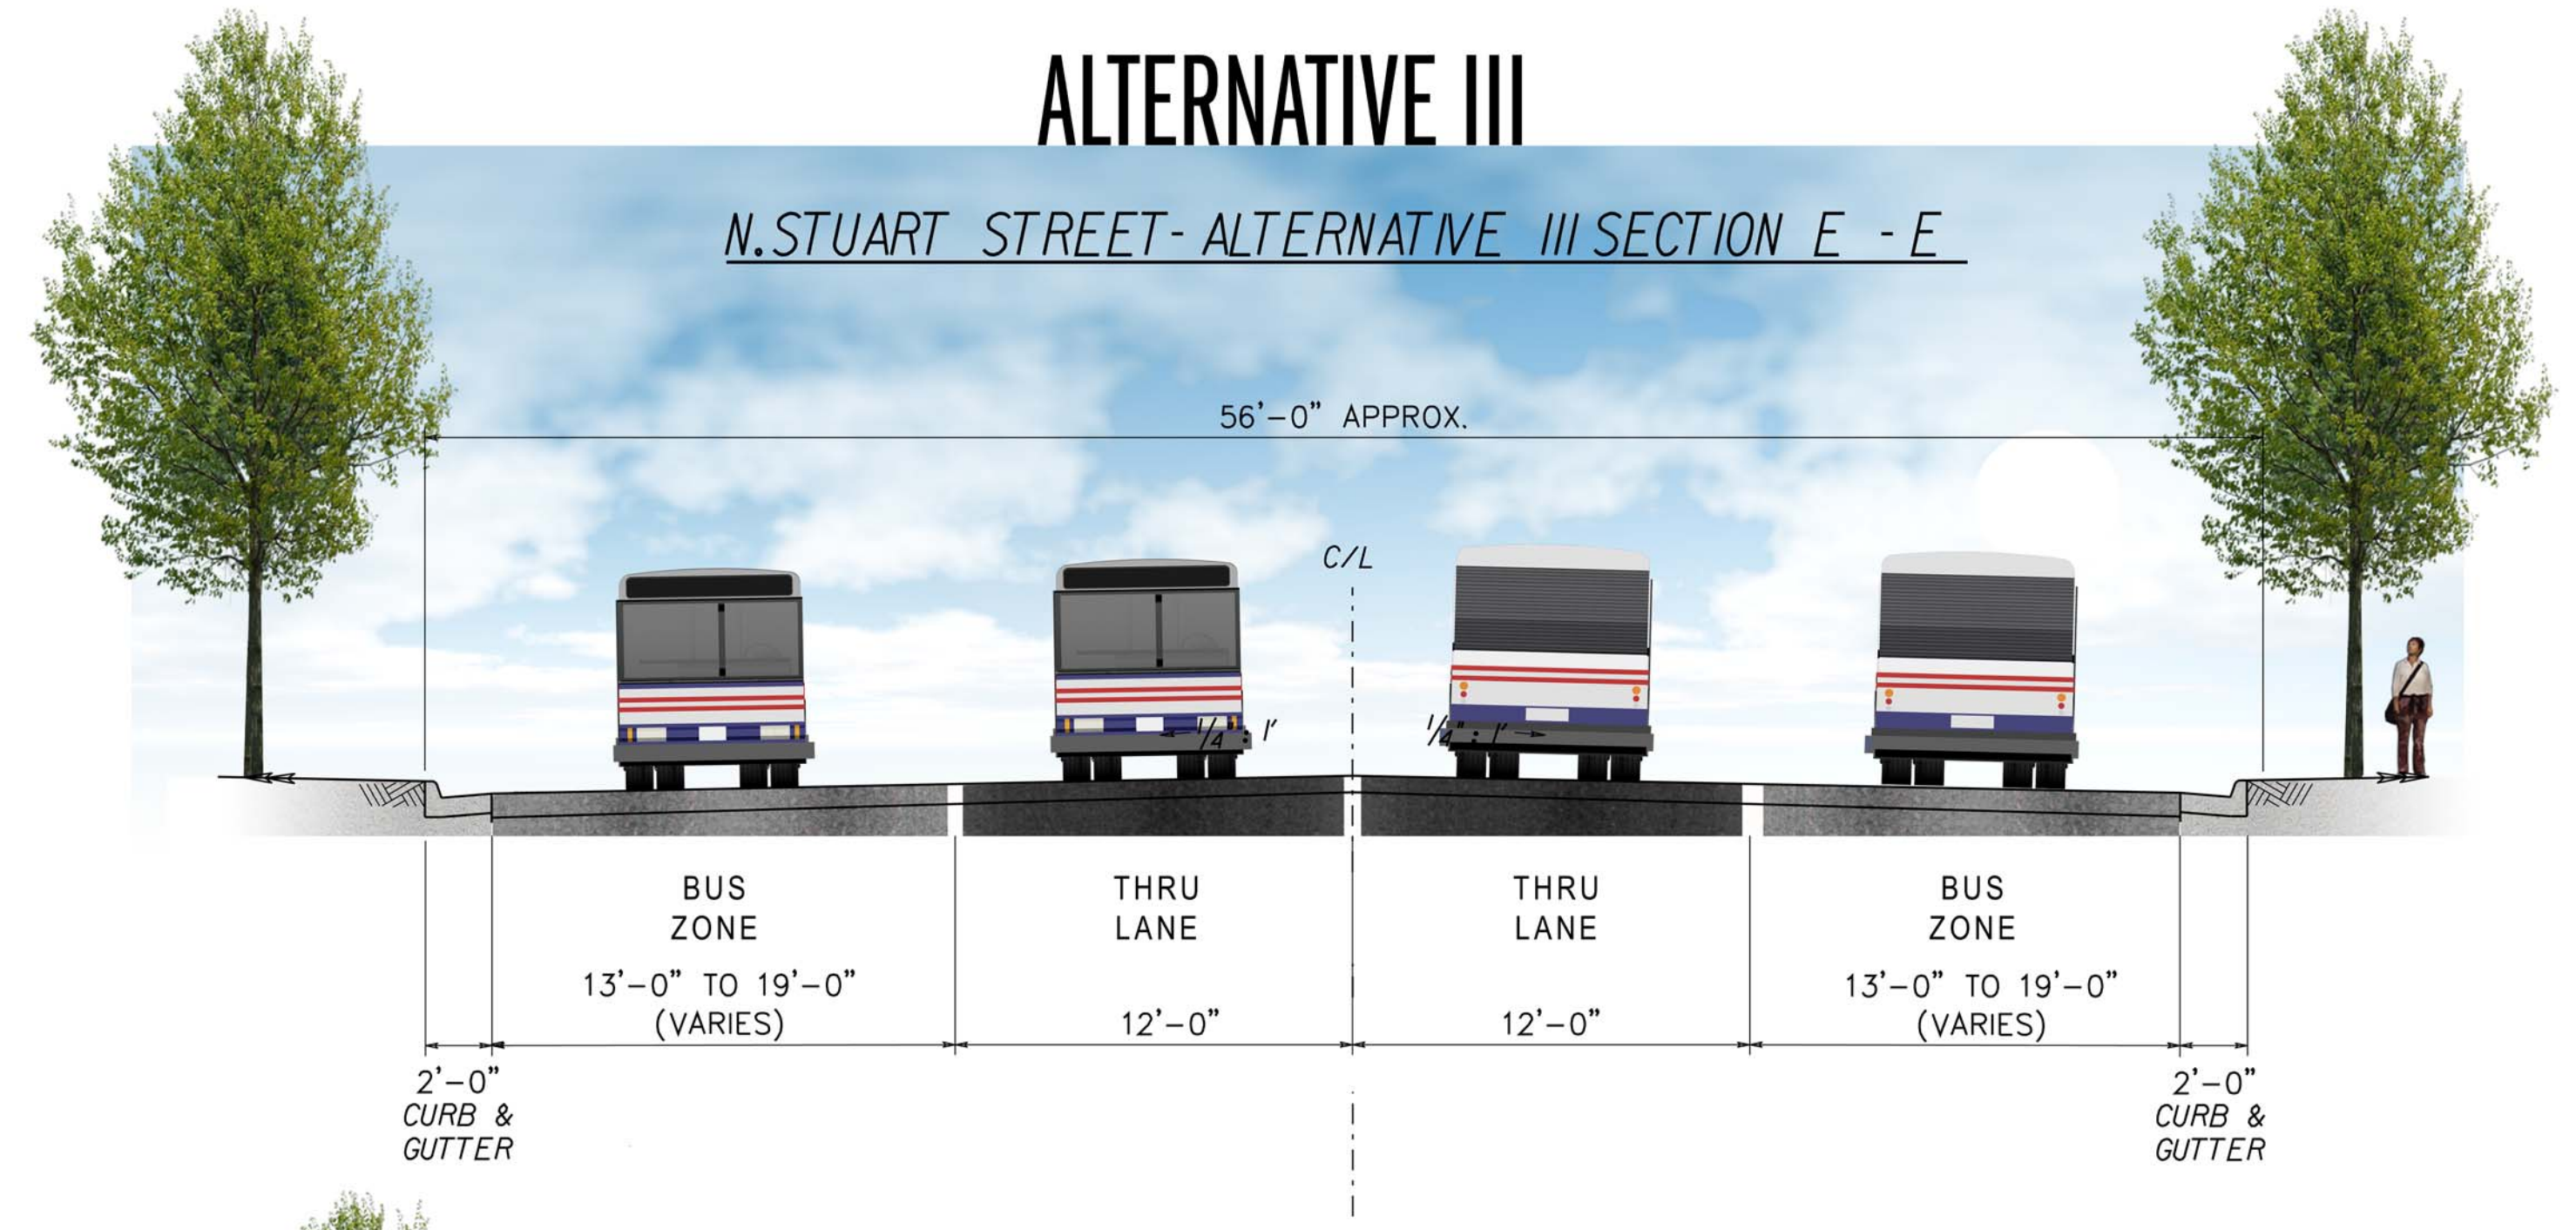 ALTERNATIVE III
N. STUART STREET - ALTERNATIVE III SECTION E - E
56'-0" APPROX.
C/L
1/4" : 1'
1/4" : 1'
BUS
ZONE
13'-0" TO 19'-0"
(VARIES)
THRU
LANE
12'-0"
THRU
LANE
12'-0"
BUS
ZONE
13'-0" TO 19'-0"
(VARIES)
2'-0"
CURB &
GUTTER
2'-0"
CURB &
GUTTER